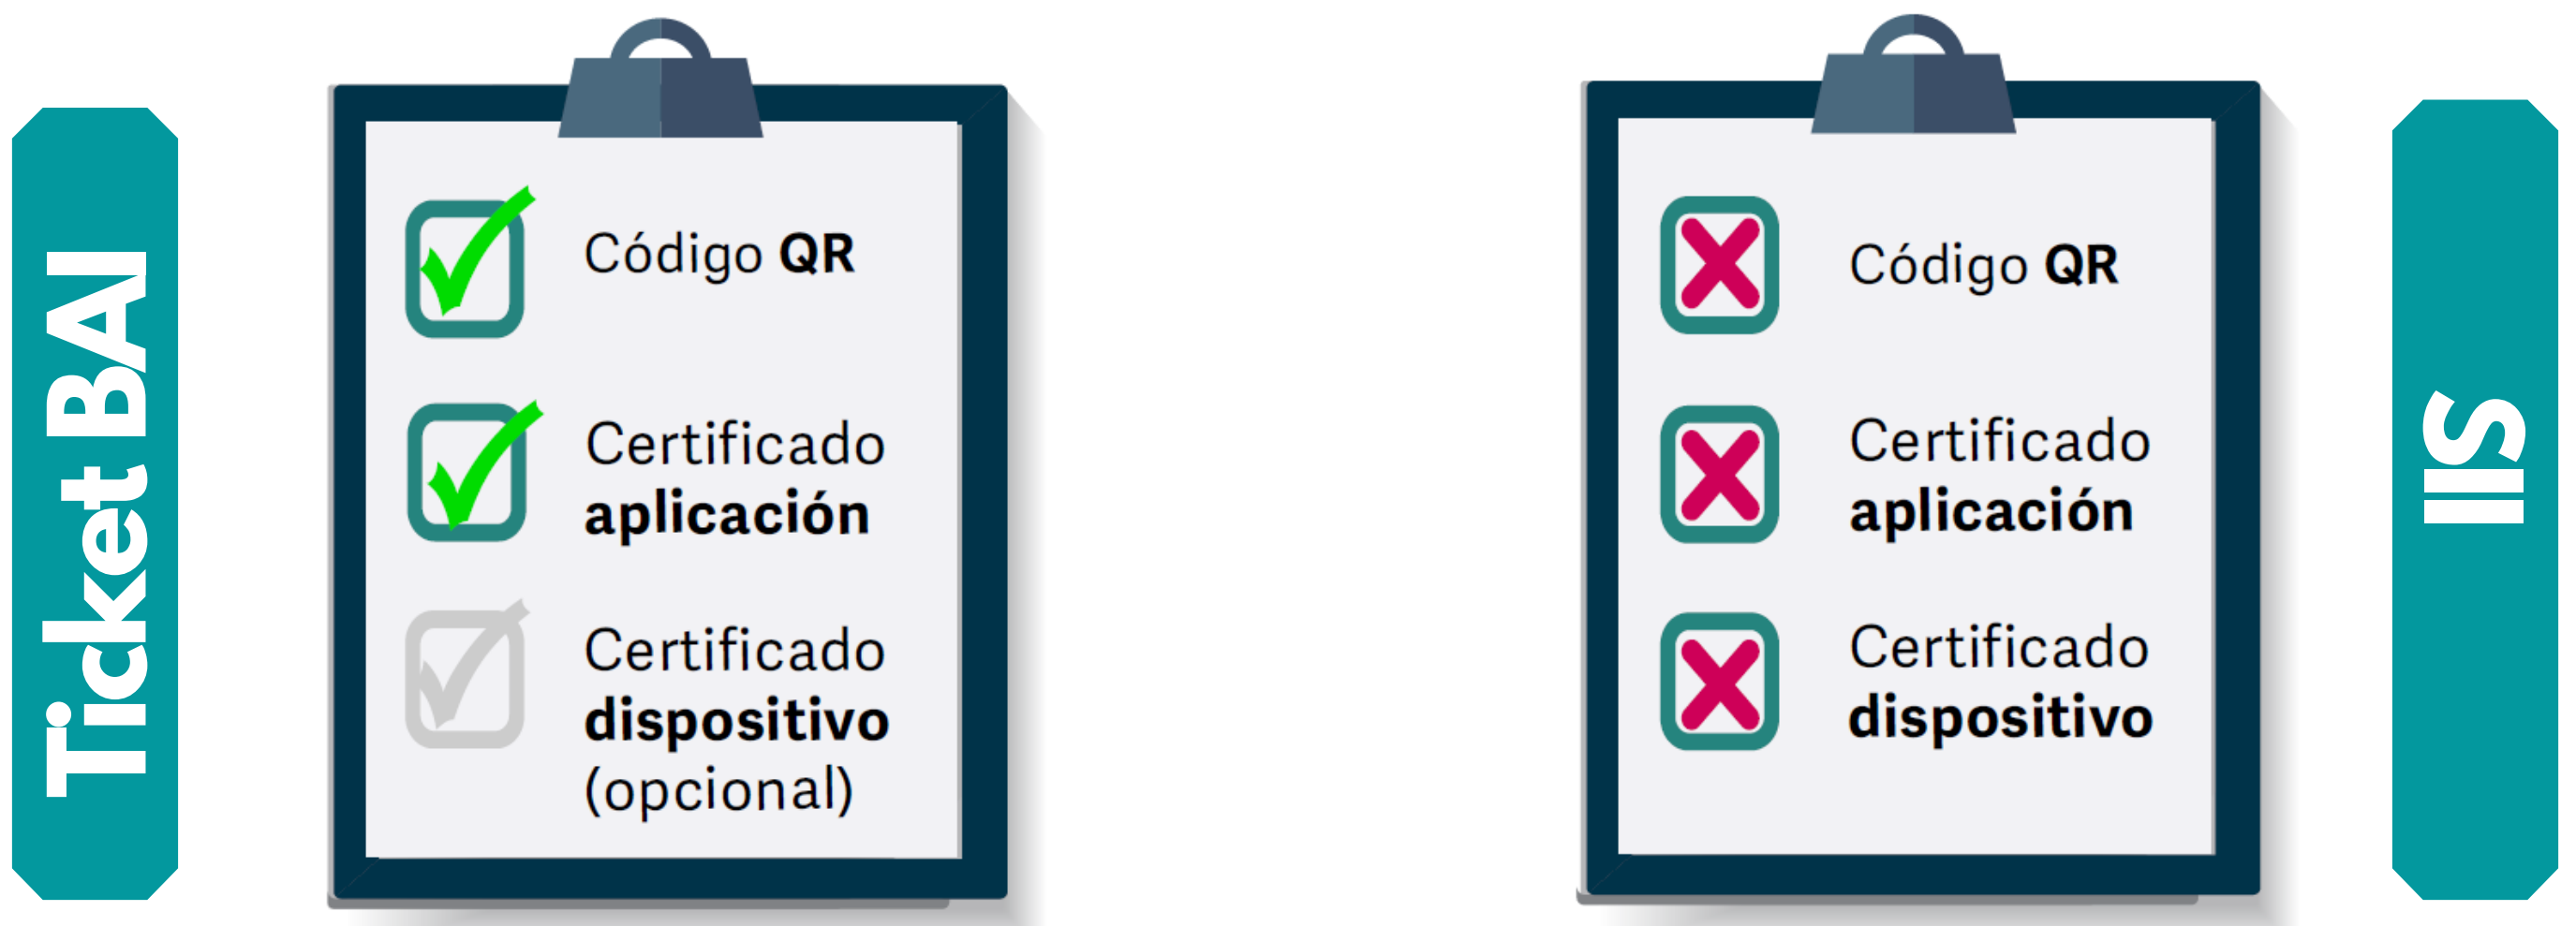 Ticket BAI
Código QR
Certificado
aplicación
Certificado
dispositivo
(opcional)
Código QR
Certificado
aplicación
Certificado
dispositivo
SII